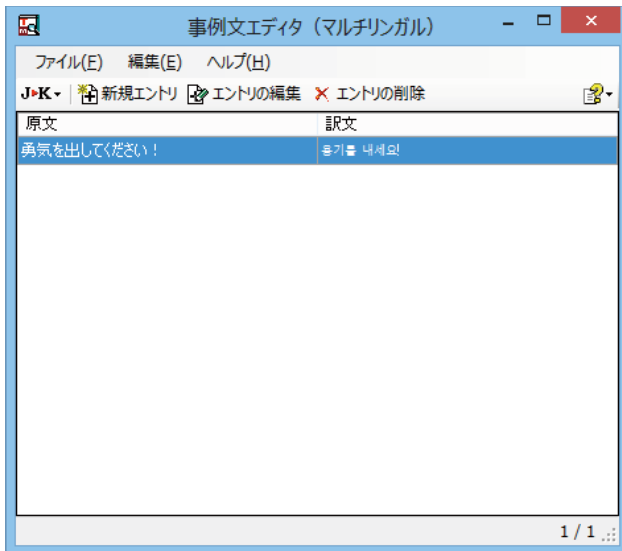 事例文エディタ（マルチリンガル）
ファイル(F) 編集(E) ヘルプ(H)
J▶K 新規エントリ エントリの編集 エントリの削除
原文 訳文
勇気を出してください！ 용기를 내세요!
1 / 1